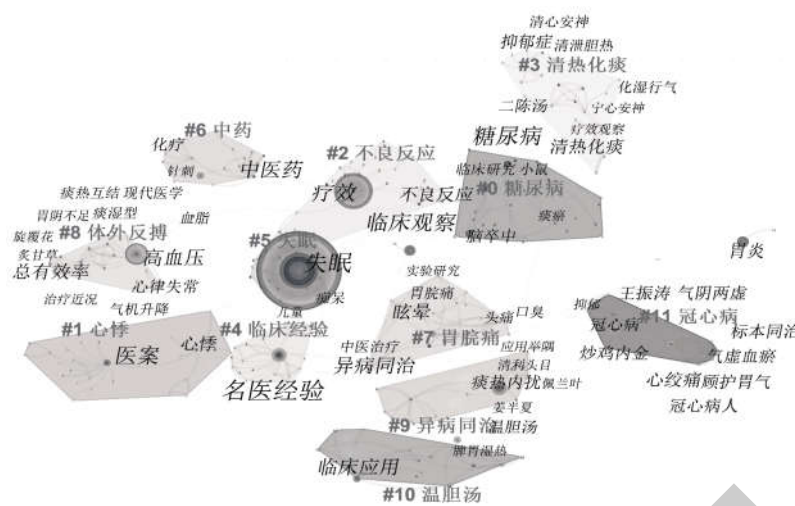 清心安神
抑郁症 清泄胆热
#3 清热化痰
化湿行气
二陈汤 宁心安神
疗效观察
糖尿病 清热化痰
#6 中药
化疗
针刺 中医药
#2 不良反应
临床研究 小鼠
疗效 不良反应 #0 糖尿病
痰热互结 现代医学
胃阴不足 痰湿型 血脂
临床观察 痰瘀
旋覆花 #8 体外反搏
#5 失眠 脑卒中
炙甘草 高血压
胃炎
总有效率 失眠
实验研究
心律失常 痴呆
治疗近况 气机升降 儿童
胃脘痛
眩晕 头痛 口臭
王振涛 气阴两虚
抑郁
#1 心悸 #4 临床经验
冠心病 #11 冠心病
#7 胃脘痛
标本同治
心悸 中医治疗 应用举隅
医案 异病同治 清利头目
炒鸡内金 气虚血瘀
名医经验 痰热内扰 佩兰叶
心绞痛 顾护胃气
姜半夏
冠心病人
#9 异病同治 温胆汤
脾胃湿热
临床应用
#10 温胆汤